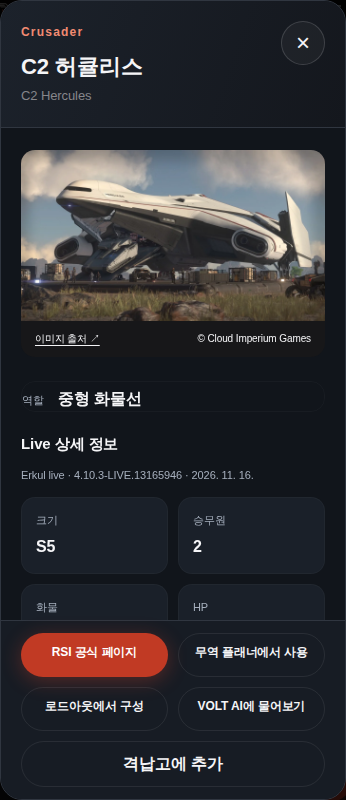 Crusader
C2 허큘리스
C2 Hercules
✕
이미지 출처 ↗
© Cloud Imperium Games
역할 중형 화물선
Live 상세 정보
Erkul live · 4.10.3-LIVE.13165946 · 2026. 11. 16.
크기
S5
승무원
2
화물
HP
RSI 공식 페이지
무역 플래너에서 사용
로드아웃에서 구성
VOLT AI에 물어보기
격납고에 추가